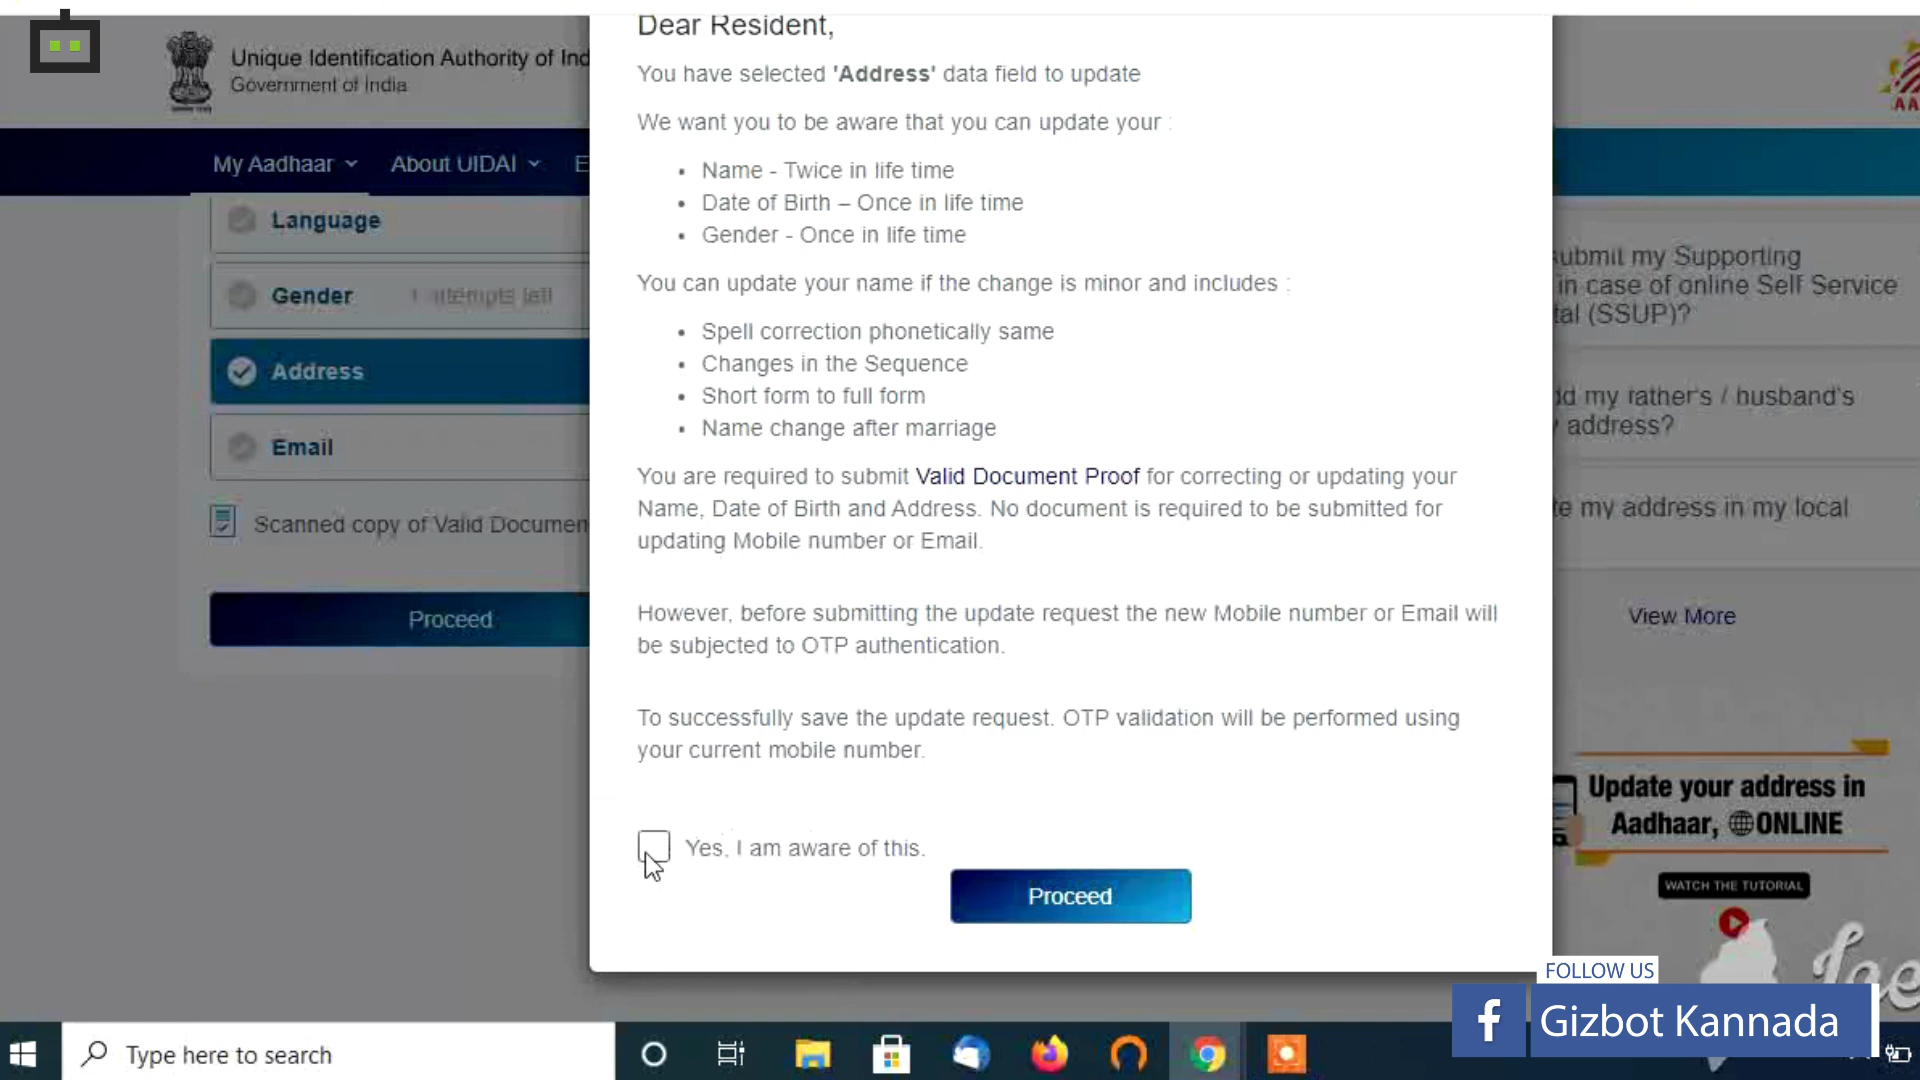 Unique Identification Authority of Ind
Government of India
My Aadhaar
About UIDAI
E
Language
Gender
attempts left
Address
Email
Scanned copy of Valid Documen
Proceed
Dear Resident,
You have selected 'Address' data field to update
We want you to be aware that you can update your :
• Name - Twice in life time
• Date of Birth – Once in life time
• Gender - Once in life time
You can update your name if the change is minor and includes :
• Spell correction phonetically same
• Changes in the Sequence
• Short form to full form
• Name change after marriage
You are required to submit Valid Document Proof for correcting or updating your
Name, Date of Birth and Address. No document is required to be submitted for
updating Mobile number or Email.
However, before submitting the update request the new Mobile number or Email will
be subjected to OTP authentication.
To successfully save the update request. OTP validation will be performed using
your current mobile number.
Yes, I am aware of this.
Proceed
AA
submit my Supporting
in case of online Self Service
tal (SSUP)?
dd my father's / husband's
address?
te my address in my local
View More
Update your address in
Aadhaar, ONLINE
WATCH THE TUTORIAL
FOLLOW US
f Gizbot Kannada
Type here to search